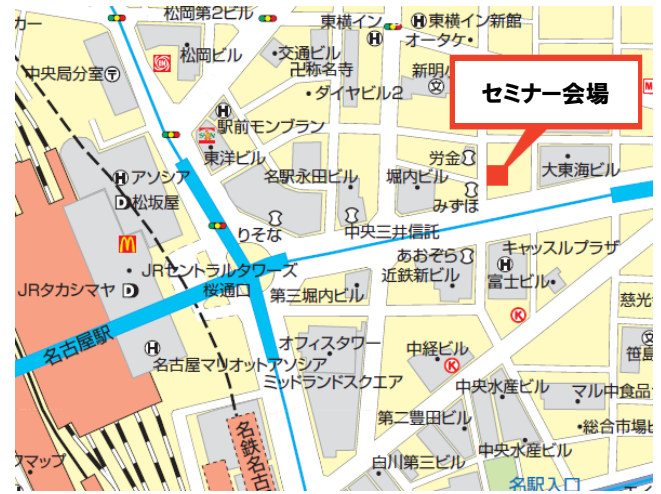 カー
松岡第2ビル
東横イン
東横イン新館
オータケ
松岡ビル
交通ビル
卍称名寺
中央局分室
ダイヤビル2
新明小
セミナー会場
駅前モンブラン
東洋ビル
労金
名駅永田ビル
堀内ビル
大東海ビル
アソシア
松坂屋
みずほ
りそな
中央三井信託
キャッスルプラザ
あおぞら
JRセントラルタワーズ
近鉄新ビル
富士ビル
JRタカシマヤ
桜通口
第三堀内ビル
慈光
名古屋駅
オフィスタワー
中経ビル
笹島
名古屋マリオットアソシア
ミッドランドスクエア
中央水産ビル
マル中食品
第二豊田ビル
総合市場ビ
名鉄名古
中央水産ビル
ウマップ
白川第三ビル
名駅入口